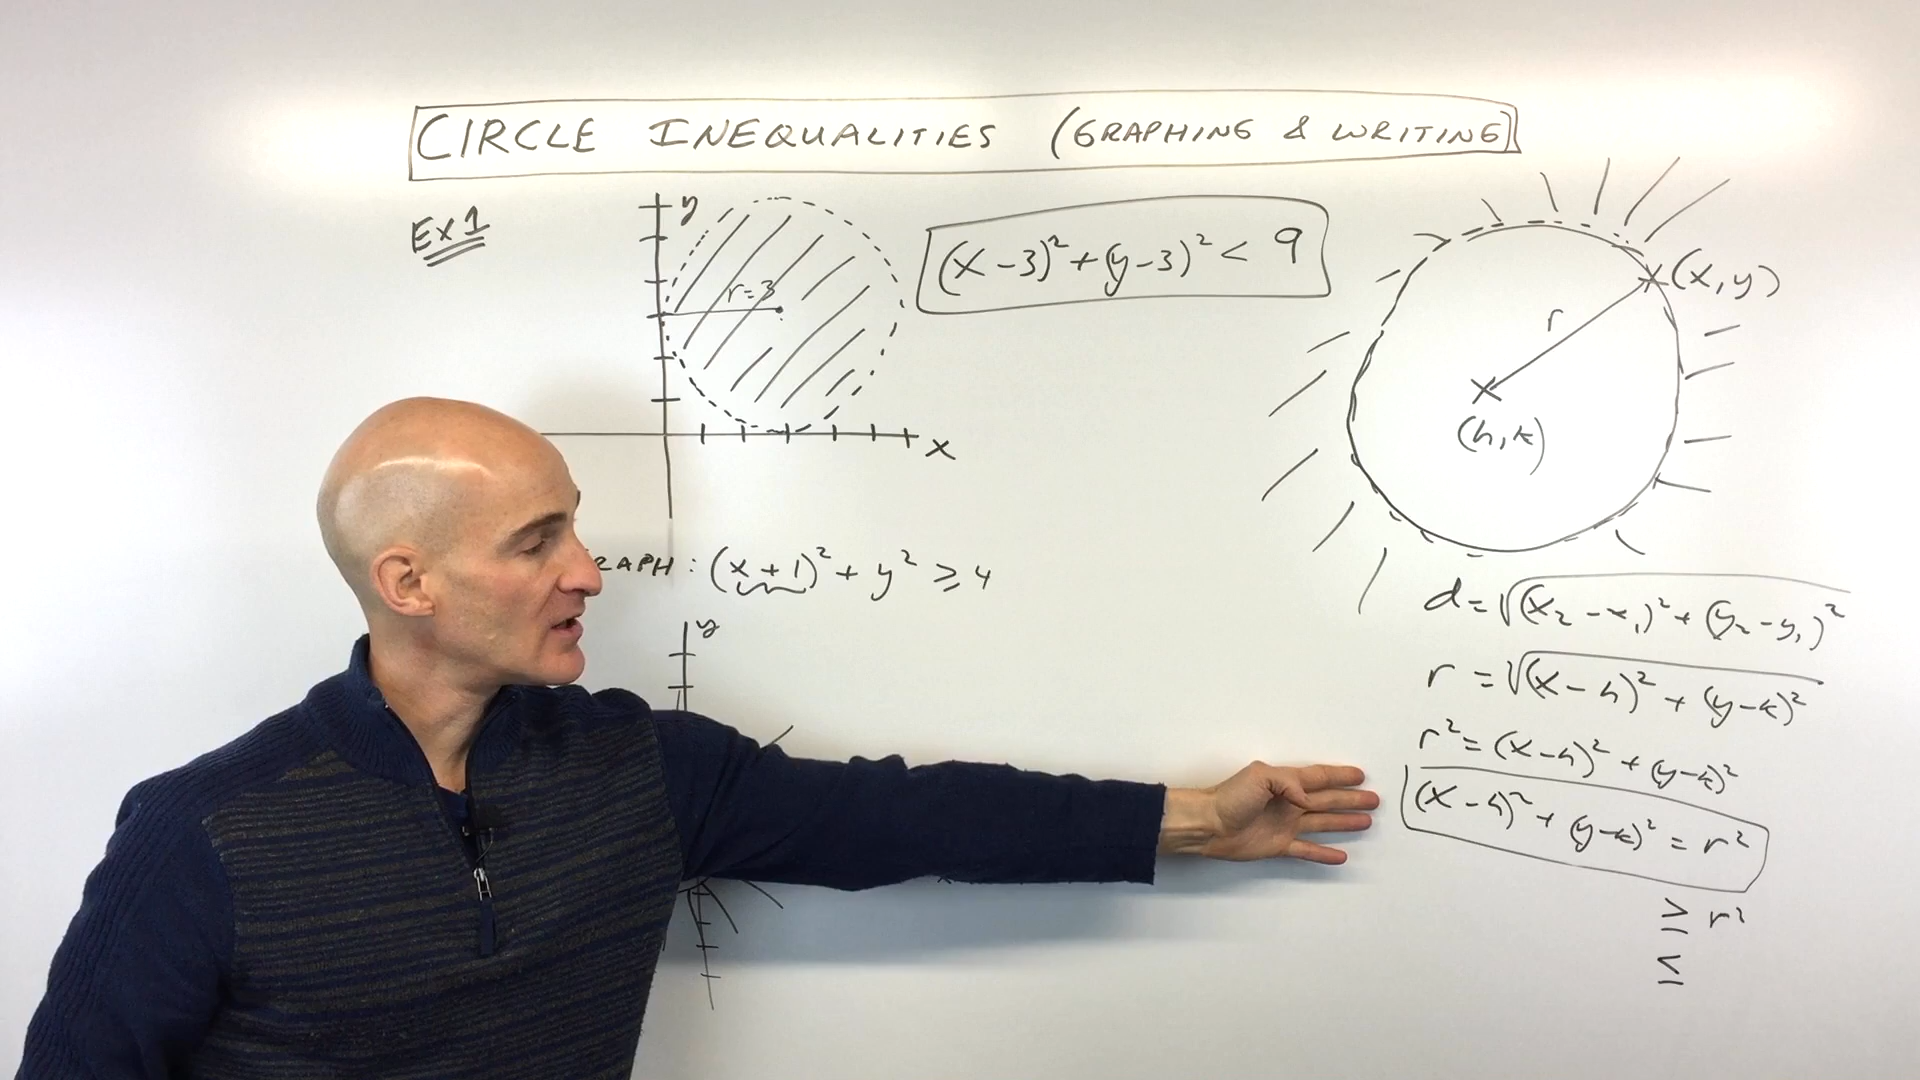 CIRCLE INEQUALITIES (GRAPHING & WRITING)
Ex 1
y
r=3
x
(x-3)²+(y-3)²< 9
(x,y)
r
(h,k)
RAPH: (x+1)²+y²≥4
y
d=√(x₂-x₁)²+(y₂-y₁)²
r=√(x-h)²+(y-k)²
r²=(x-h)²+(y-k)²
(x-h)²+(y-k)²=r²
≥ r²
≤